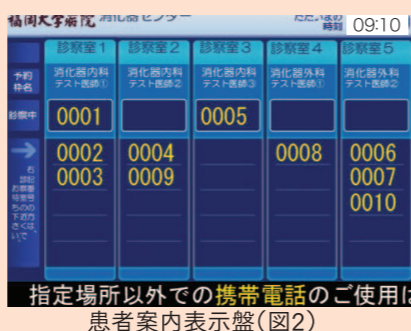 福岡大学病院 消化器センター
ただいまの
時刻 09:10
診察室1 診察室2 診察室3 診察室4 診察室5
予約
枠名
消化器内科 消化器内科 消化器内科 消化器外科 消化器外科
テスト医師① テスト医師2 テスト医師③ テスト医師① テスト医師2
診察中 0001 0005
0002 0004 0008 0006
0003 0009 0007
0010
指定場所以外での携帯電話のご使用は
患者案内表示盤(図2)